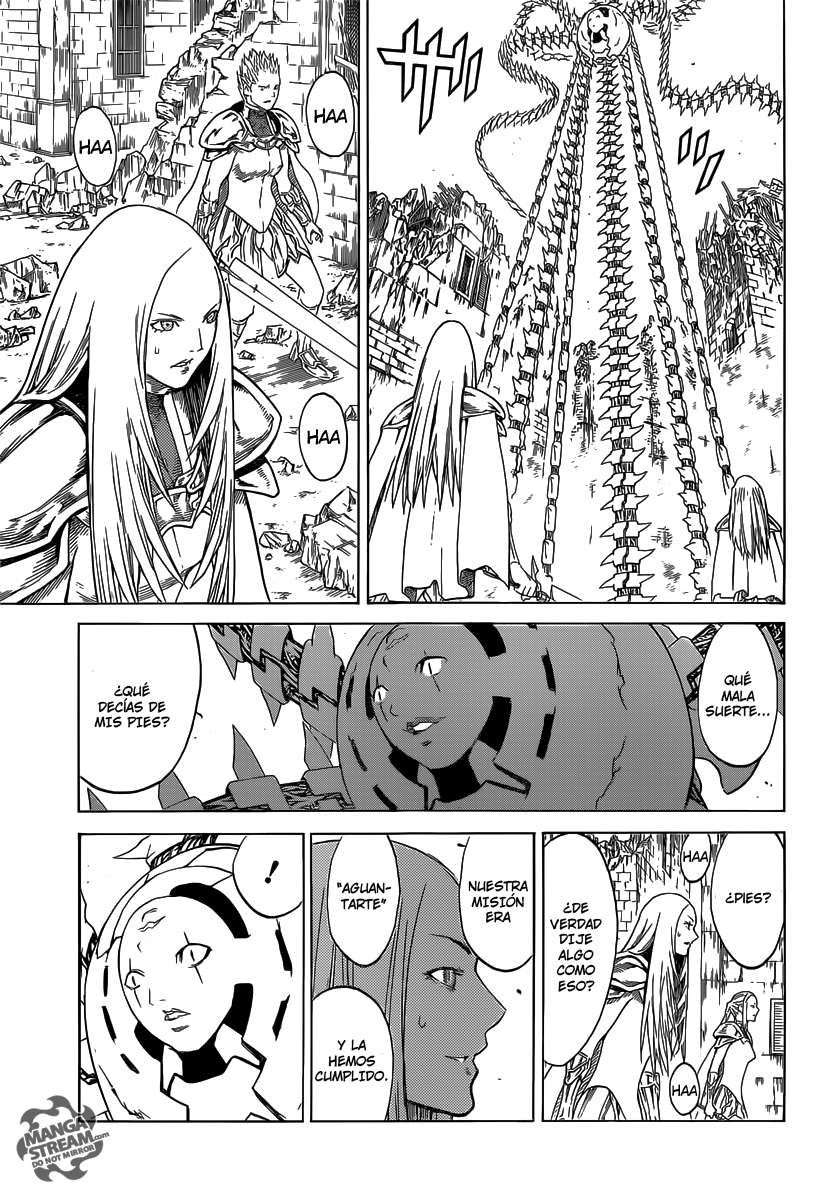 HAA
HAA
HAA
QUÉ
MALA
SUERTE...
¿QUÉ
DECÍAS DE
MIS PIES?
HAA
¿PIES?
¿DE
VERDAD
DIJE
ALGO
COMO
ESO?
HAA
NUESTRA
MISIÓN
ERA
"AGUAN-
TARTE"
Y LA
HEMOS
CUMPLIDO.
!
MANGA
STREAM.com
DO NOT MIRROR!